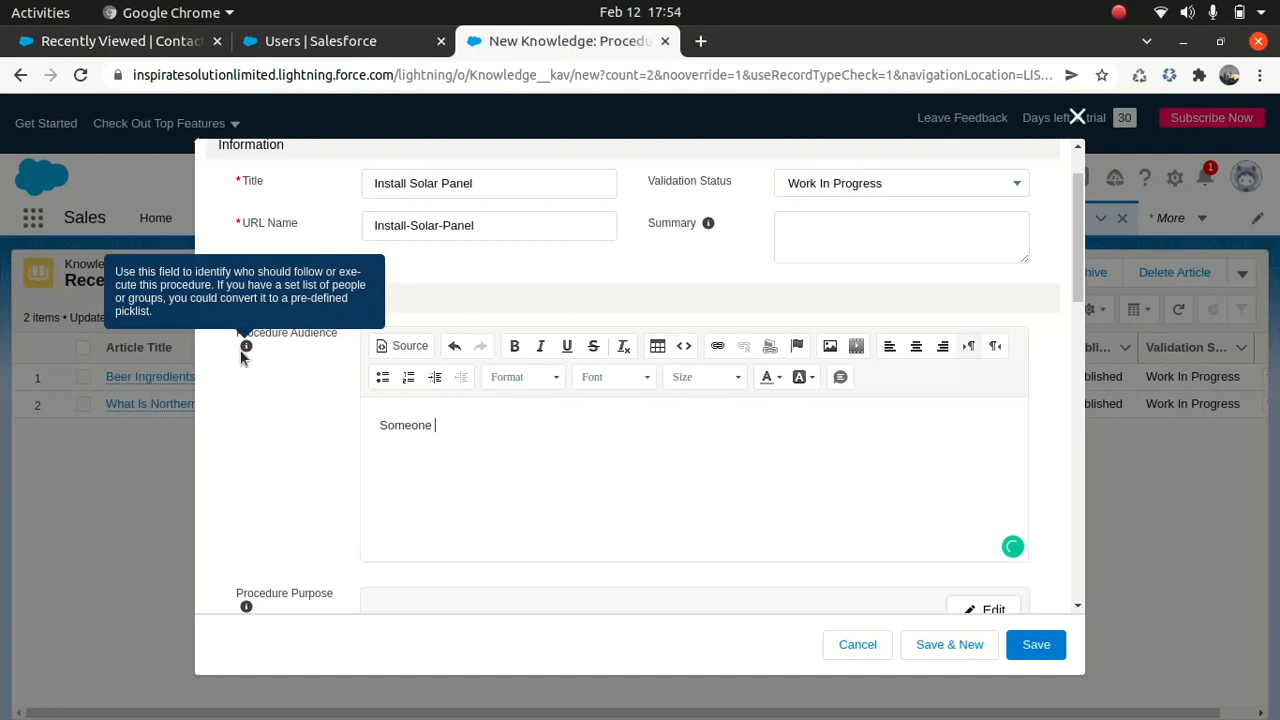 Activities
Google Chrome
Feb 12 17:54
Recently Viewed | Contac
Users | Salesforce
New Knowledge: Procedu
inspiratesolutionlimited.lightning.force.com/lightning/o/Knowledge__kav/new?count=2&nooverride=1&useRecordTypeCheck=1&navigationLocation=LIS...
Get Started
Check Out Top Features
Leave Feedback
Days left
trial
30
Subscribe Now
Information
*Title
Install Solar Panel
Validation Status
Work In Progress
Sales
Home
* More
*URL Name
Install-Solar-Panel
Summary
Use this field to identify who should follow or exe-
cute this procedure. If you have a set list of people
or groups, you could convert it to a pre-defined
picklist.
Knowle
Rece
hive
Delete Article
2 items • Update
Procedure Audience
Source
Article Title
bli...
Validation S...
Format
Font
Size
1
Beer Ingredients
blished
Work In Progress
2
What Is Northern
blished
Work In Progress
Someone
Procedure Purpose
Edit
Cancel
Save & New
Save